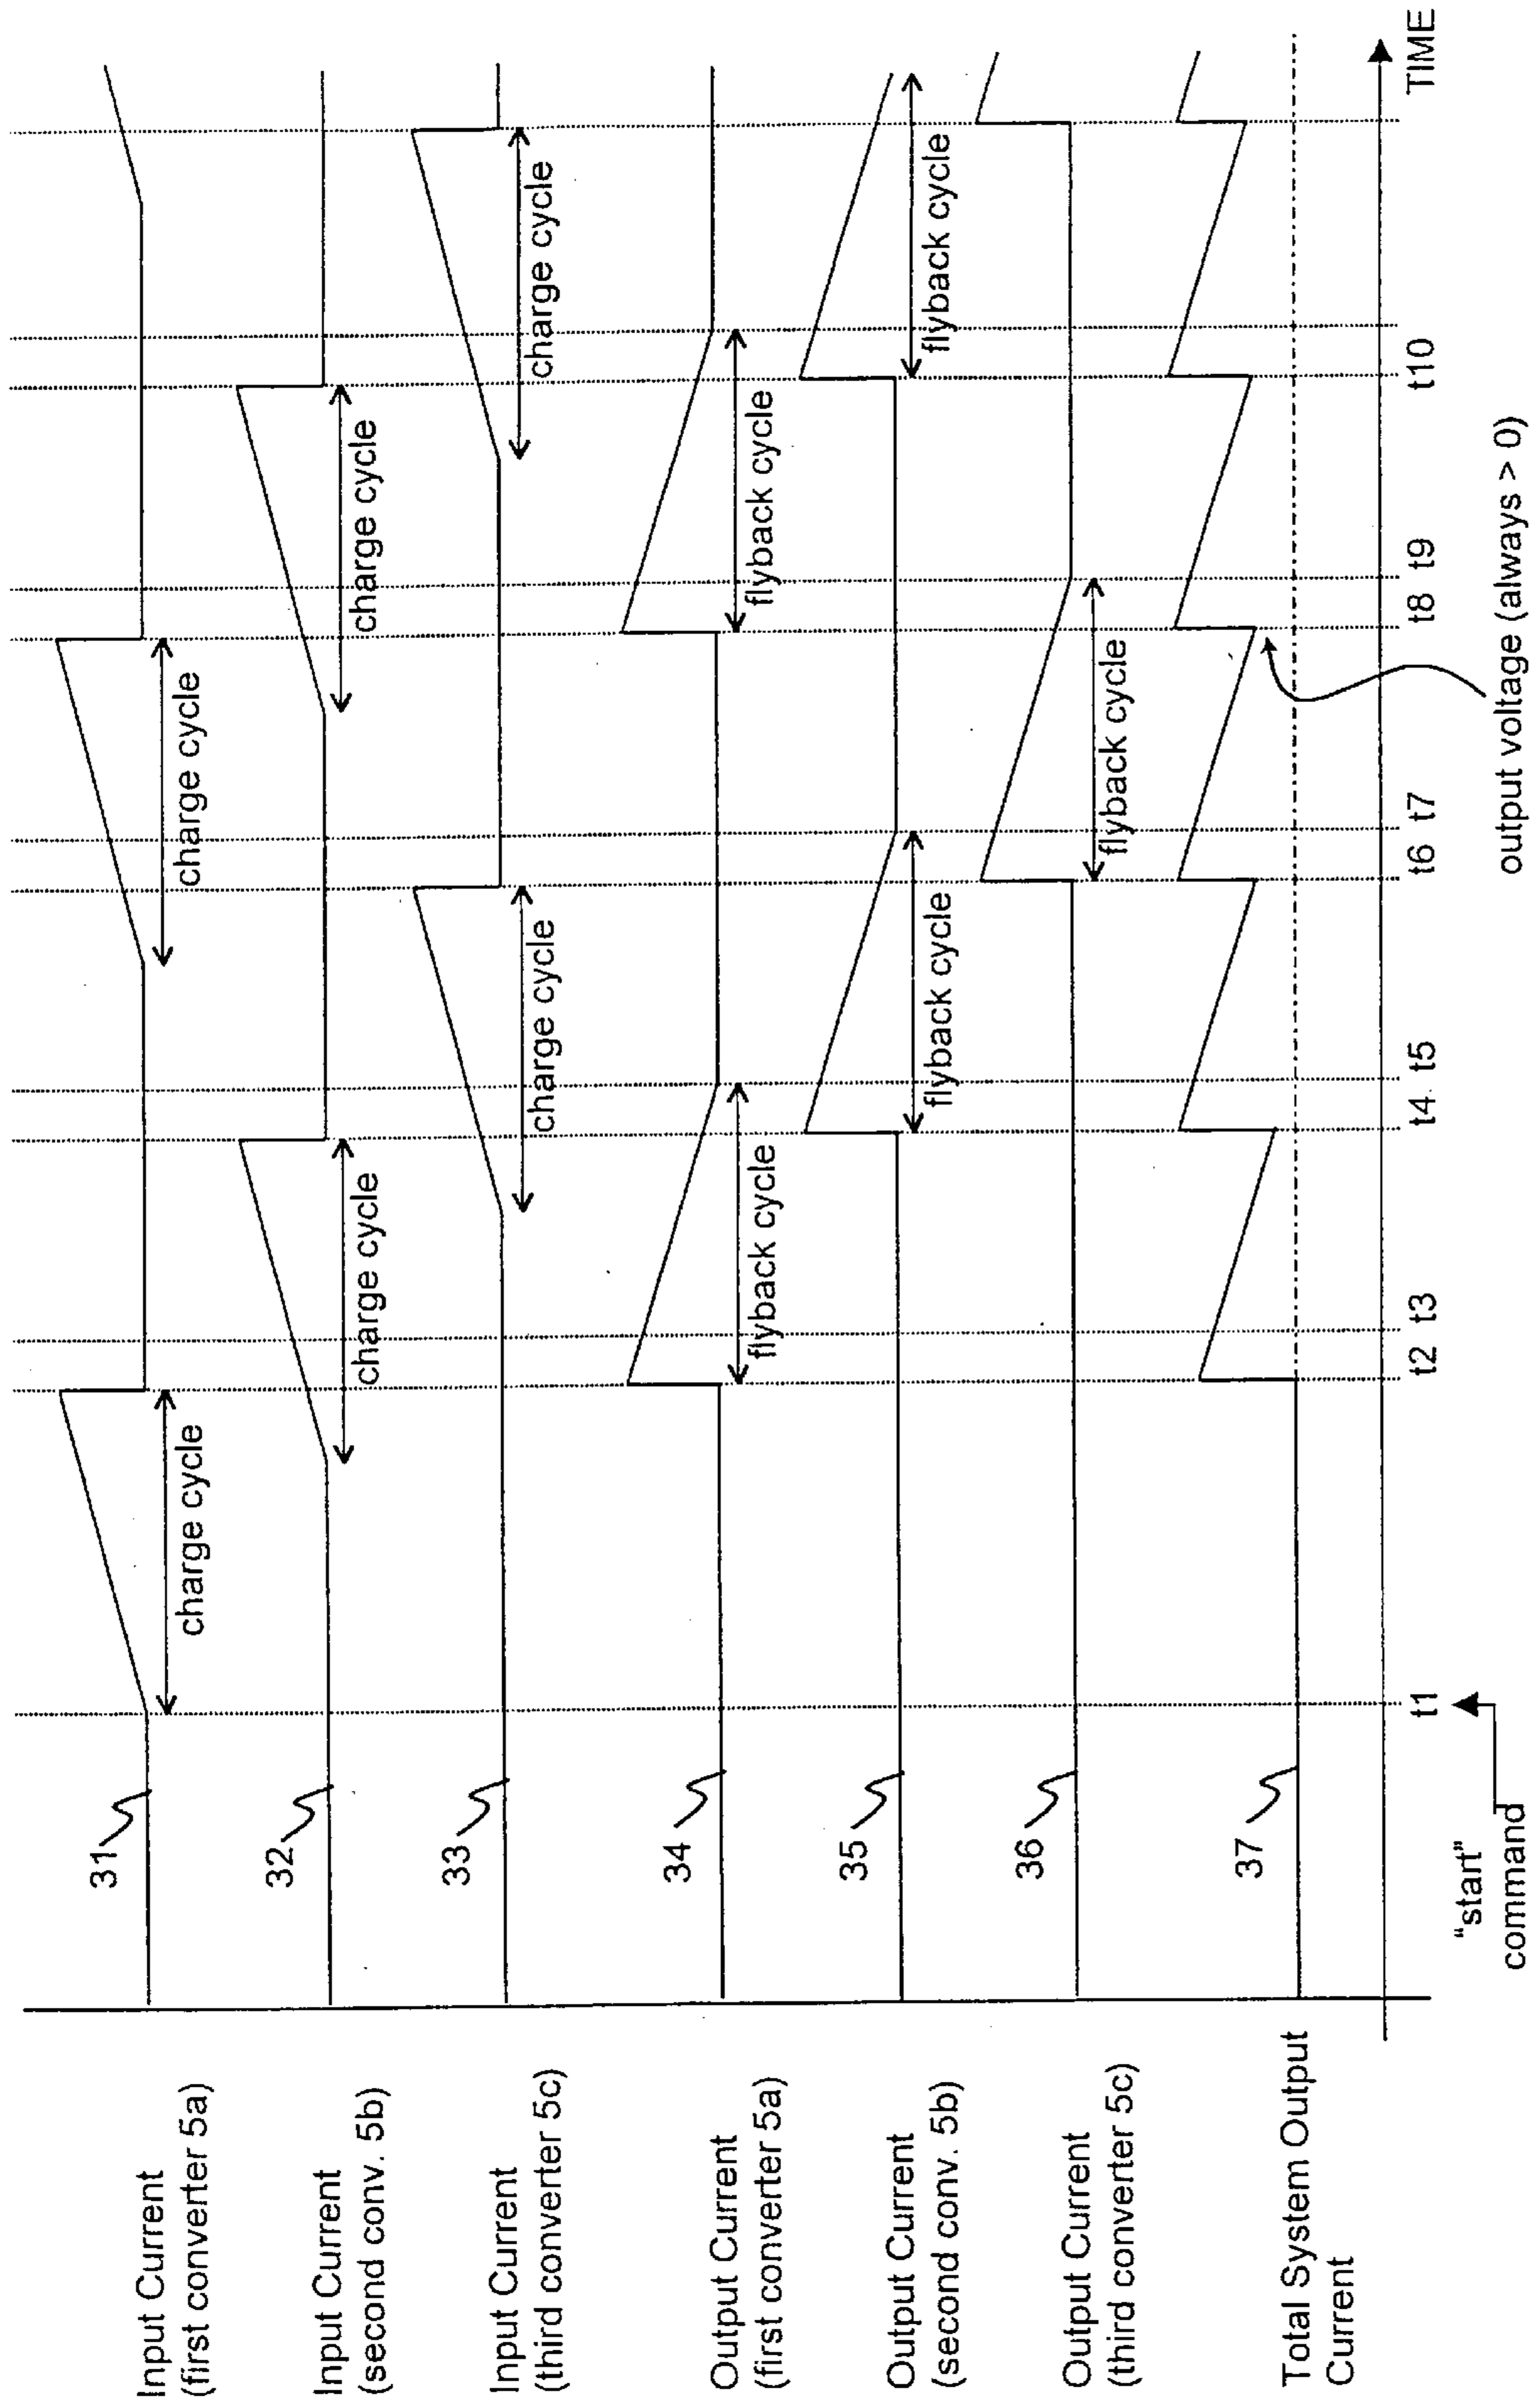 Input Current
(first converter 5a)
31
charge cycle
charge cycle
Input Current
(second conv. 5b)
32
charge cycle
charge cycle
Input Current
(third converter 5c)
33
charge cycle
charge cycle
Output Current
(first converter 5a)
34
flyback cycle
flyback cycle
Output Current
(second conv. 5b)
35
flyback cycle
flyback cycle
Output Current
(third converter 5c)
36
flyback cycle
Total System Output
Current
37
t1 t2 t3 t4 t5 t6 t7 t8 t9 t10 TIME
"start"
command
output voltage (always > 0)